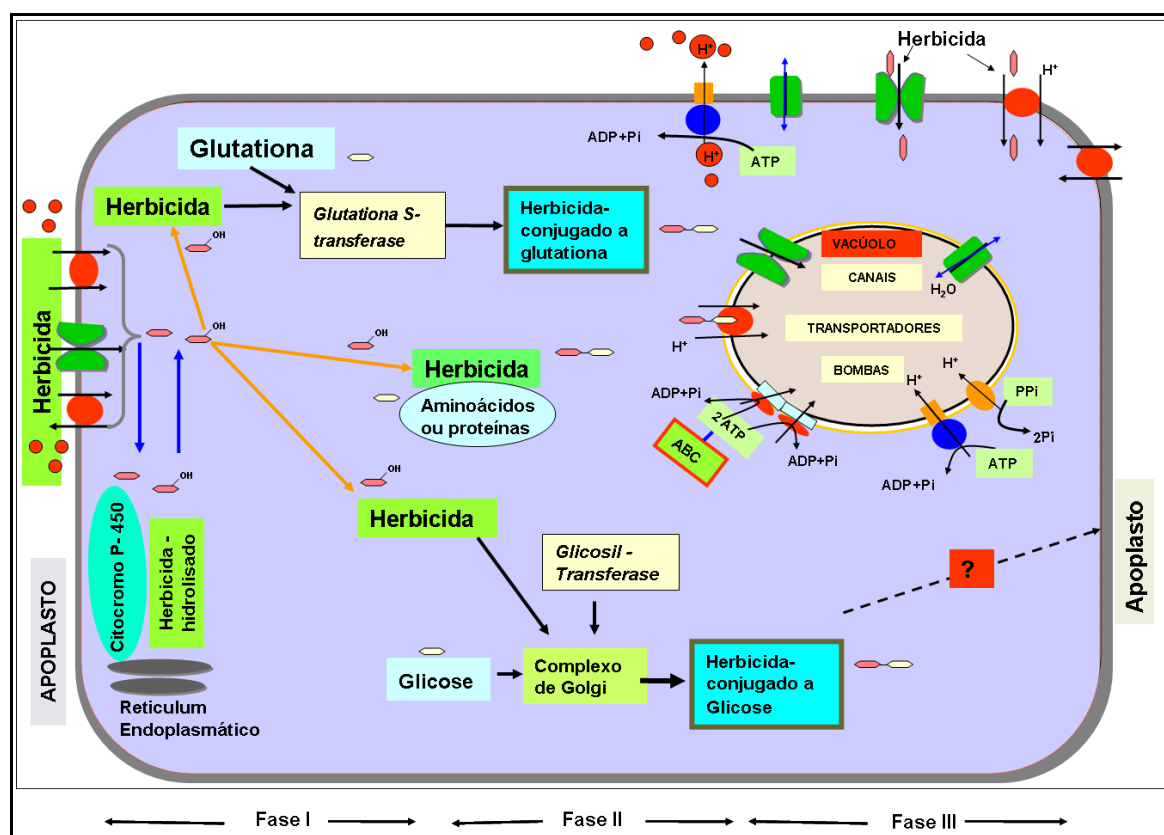 Herbicida
H⁺
H⁺
ADP+Pi
H⁺
ATP
Glutationa
OH
Herbicida
Glutationa S-
transferase
Herbicida-
conjugado a
glutationa
VACÚOLO
CANAIS
H₂O
TRANSPORTADORES
H⁺
BOMBAS
Herbicida
OH
OH
Herbicida
Aminoácidos
ou proteínas
ADP+Pi
2 ATP
ABC
ADP+Pi
H⁺
H⁺
PPi
2Pi
ATP
ADP+Pi
OH
OH
Herbicida
Citocromo P- 450
Herbicida -
hidrolisado
Glicosil -
Transferase
?
APOPLASTO
Apoplasto
Glicose
Complexo
de Golgi
Herbicida-
conjugado a
Glicose
Reticulum
Endoplasmático
Fase I
Fase II
Fase III